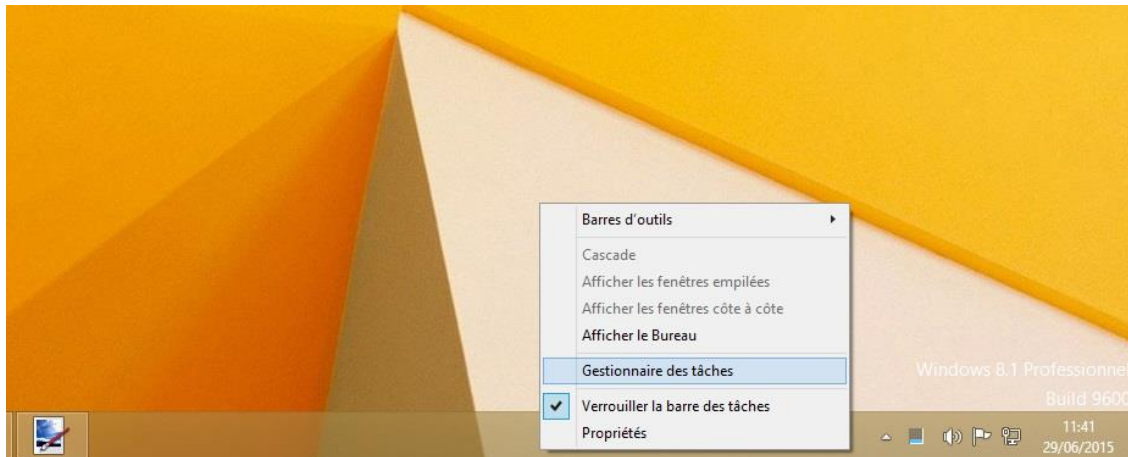 Barres d'outils
Cascade
Afficher les fenêtres empilées
Afficher les fenêtres côte à côte
Afficher le Bureau
Gestionnaire des tâches
Verrouiller la barre des tâches
Propriétés
Windows 8.1 Professionnel
Build 9600
11:41
29/06/2015